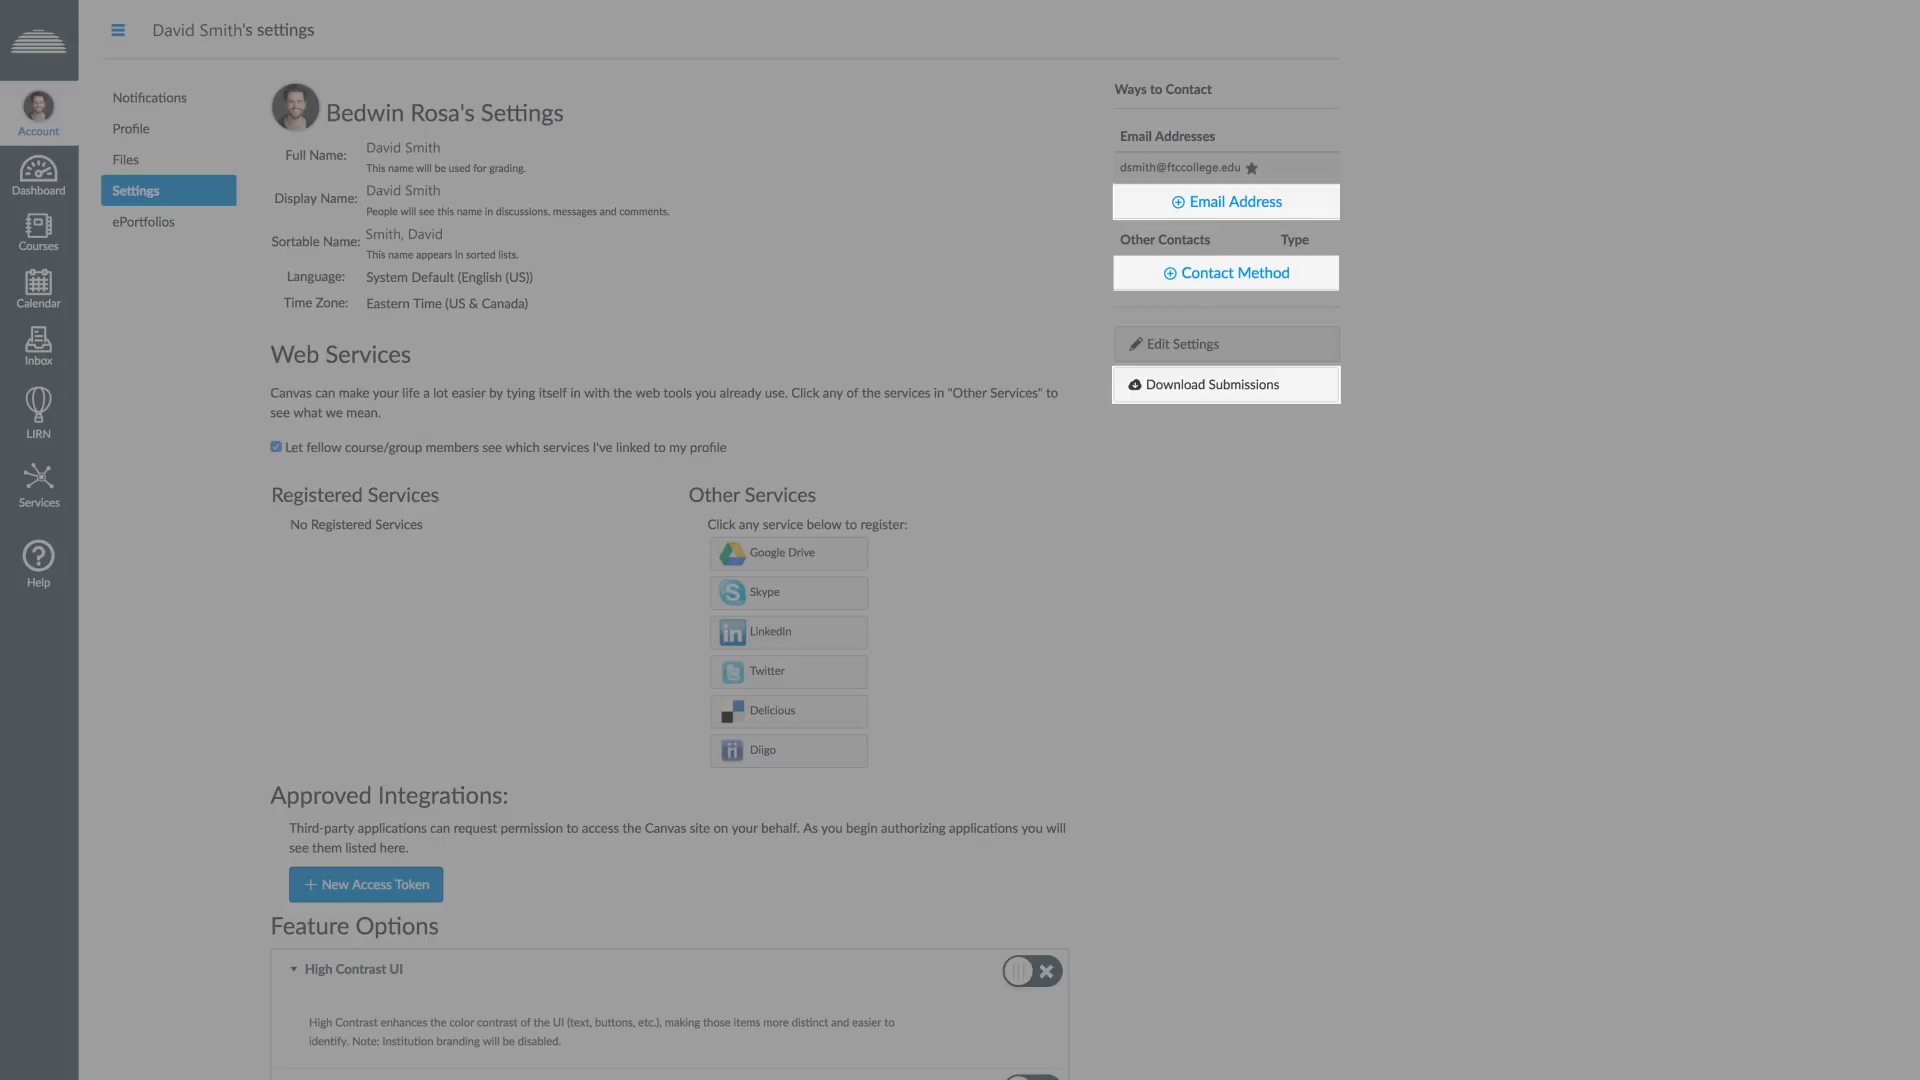 David Smith's settings
Account
Dashboard
Courses
Calendar
Inbox
LIRN
Services
Help
Notifications
Profile
Files
Settings
ePortfolios
Bedwin Rosa's Settings
Full Name: David Smith
This name will be used for grading.
Display Name: David Smith
People will see this name in discussions, messages and comments.
Sortable Name: Smith, David
This name appears in sorted lists.
Language: System Default (English (US))
Time Zone: Eastern Time (US & Canada)
Web Services
Canvas can make your life a lot easier by tying itself in with the web tools you already use. Click any of the services in "Other Services" to
see what we mean.
Let fellow course/group members see which services I've linked to my profile
Registered Services
No Registered Services
Other Services
Click any service below to register:
Google Drive
Skype
LinkedIn
Twitter
Delicious
Diigo
Approved Integrations:
Third-party applications can request permission to access the Canvas site on your behalf. As you begin authorizing applications you will
see them listed here.
+ New Access Token
Feature Options
High Contrast UI
High Contrast enhances the color contrast of the UI (text, buttons, etc.), making those items more distinct and easier to
identify. Note: Institution branding will be disabled.
Ways to Contact
Email Addresses
dsmith@ftccollege.edu
Email Address
Other Contacts Type
Contact Method
Edit Settings
Download Submissions